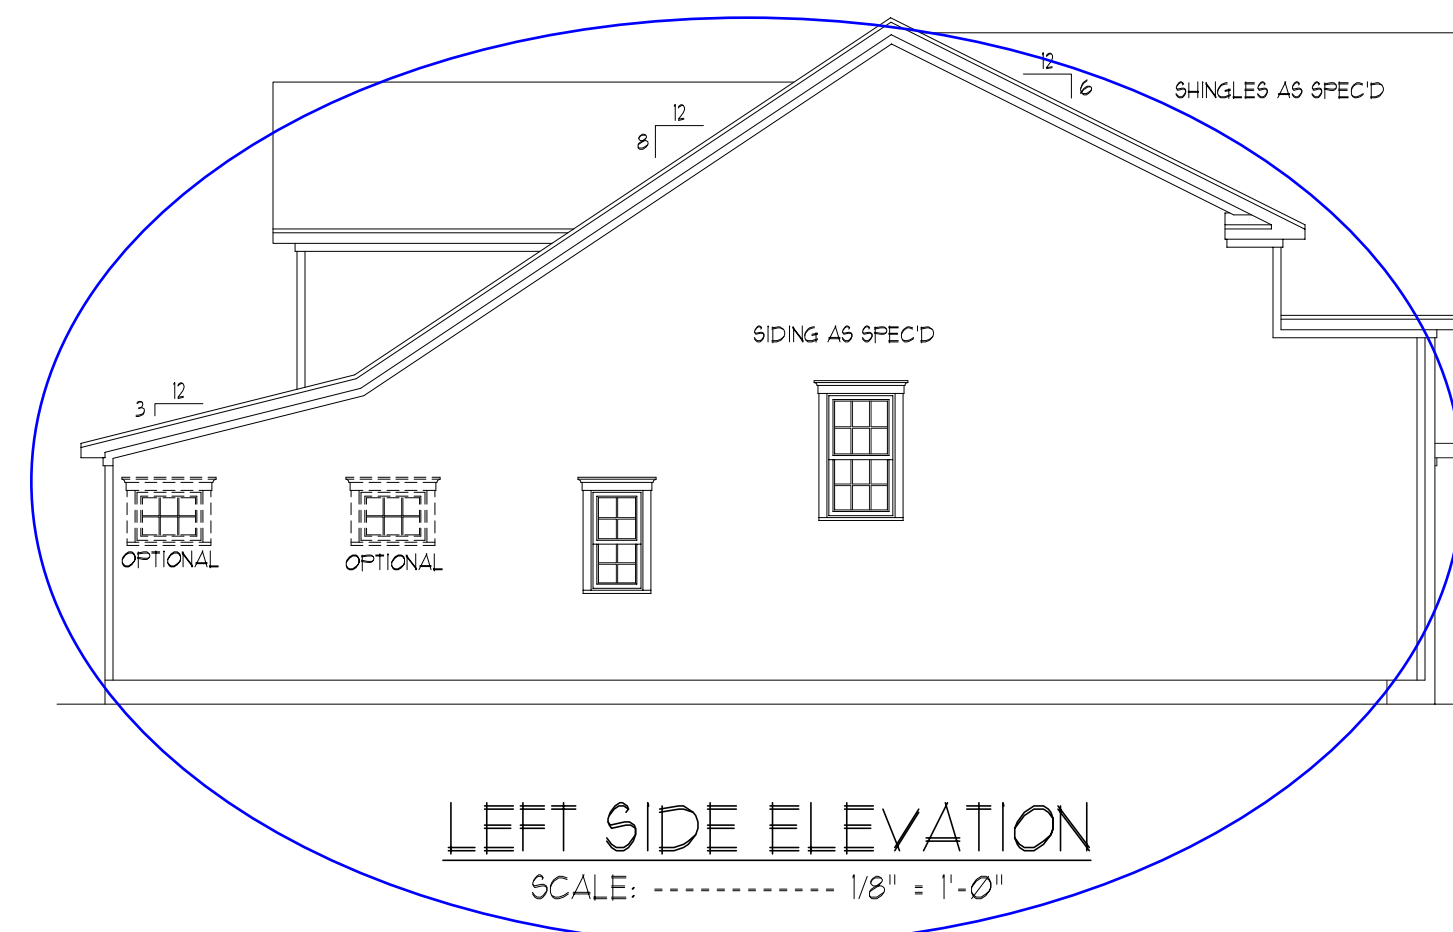 12
6
SHINGLES AS SPEC'D
12
8
SIDING AS SPEC'D
12
3
OPTIONAL
OPTIONAL
LEFT SIDE ELEVATION
SCALE: ------------ 1/8" = 1'-0"